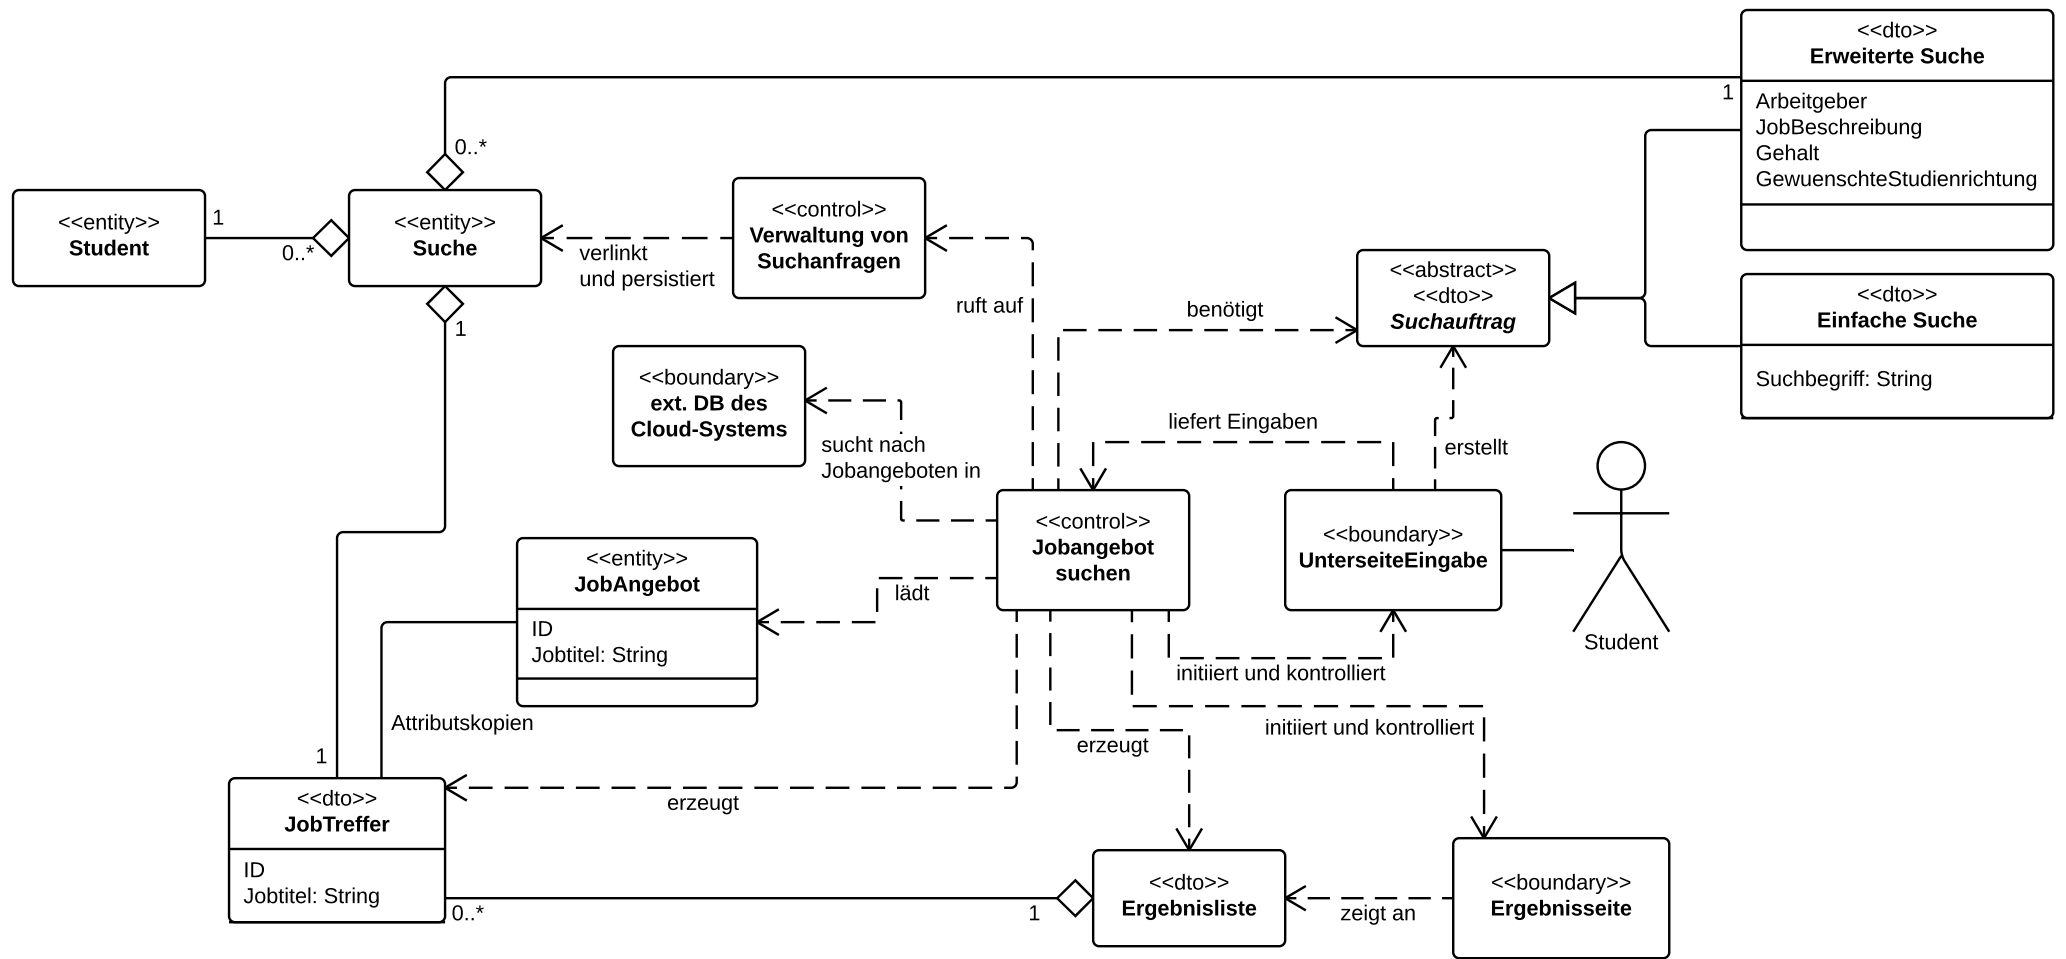 <<dto>>
Erweiterte Suche
1
Arbeitgeber
JobBeschreibung
Gehalt
GewuenschteStudienrichtung
0..*
<<entity>>
Student
1
0..*
<<entity>>
Suche
1
verlinkt
und persistiert
<<control>>
Verwaltung von
Suchanfragen
ruft auf
benötigt
<<abstract>>
<<dto>>
Suchauftrag
<<dto>>
Einfache Suche
Suchbegriff: String
<<boundary>>
ext. DB des
Cloud-Systems
sucht nach
Jobangeboten in
liefert Eingaben
erstellt
<<control>>
Jobangebot
suchen
<<boundary>>
UnterseiteEingabe
Student
<<entity>>
JobAngebot
ID
Jobtitel: String
lädt
initiiert und kontrolliert
Attributskopien
initiiert und kontrolliert
erzeugt
1
erzeugt
<<dto>>
JobTreffer
ID
Jobtitel: String
0..*
1
<<dto>>
Ergebnisliste
zeigt an
<<boundary>>
Ergebnisseite